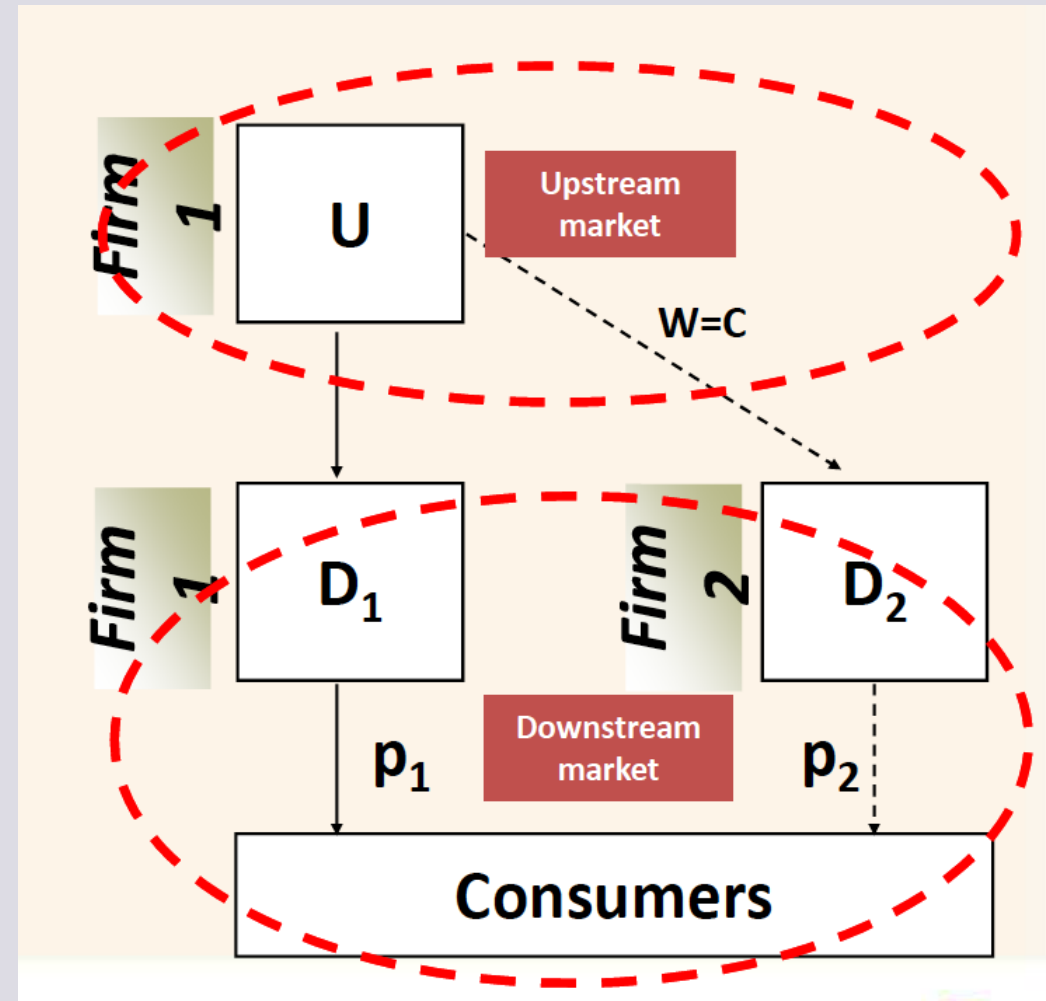 Firm
1
U
Upstream
market
W=C
Firm
1
D₁
Firm
2
D₂
p₁
Downstream
market
p₂
Consumers